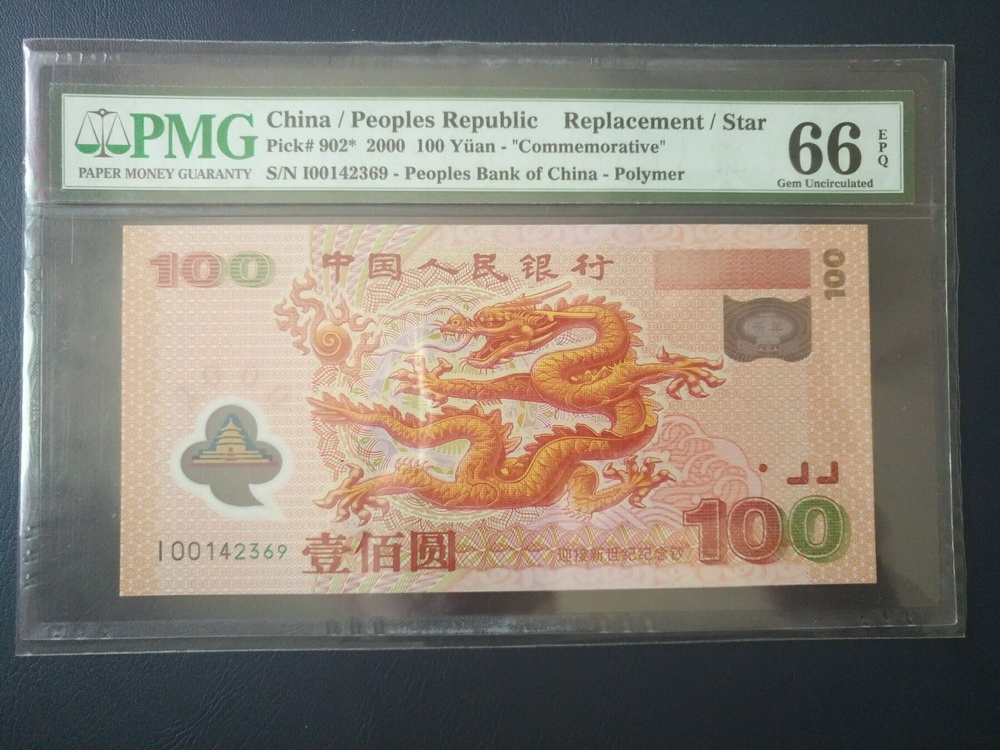 PMG
PAPER MONEY GUARANTY
China / Peoples Republic Replacement / Star
Pick# 902* 2000 100 Yüan - "Commemorative"
S/N I00142369 - Peoples Bank of China - Polymer
66 EPQ
Gem Uncirculated
100 中国人民银行 100
I00142369 壹佰圆 迎接新世纪纪念钞 100